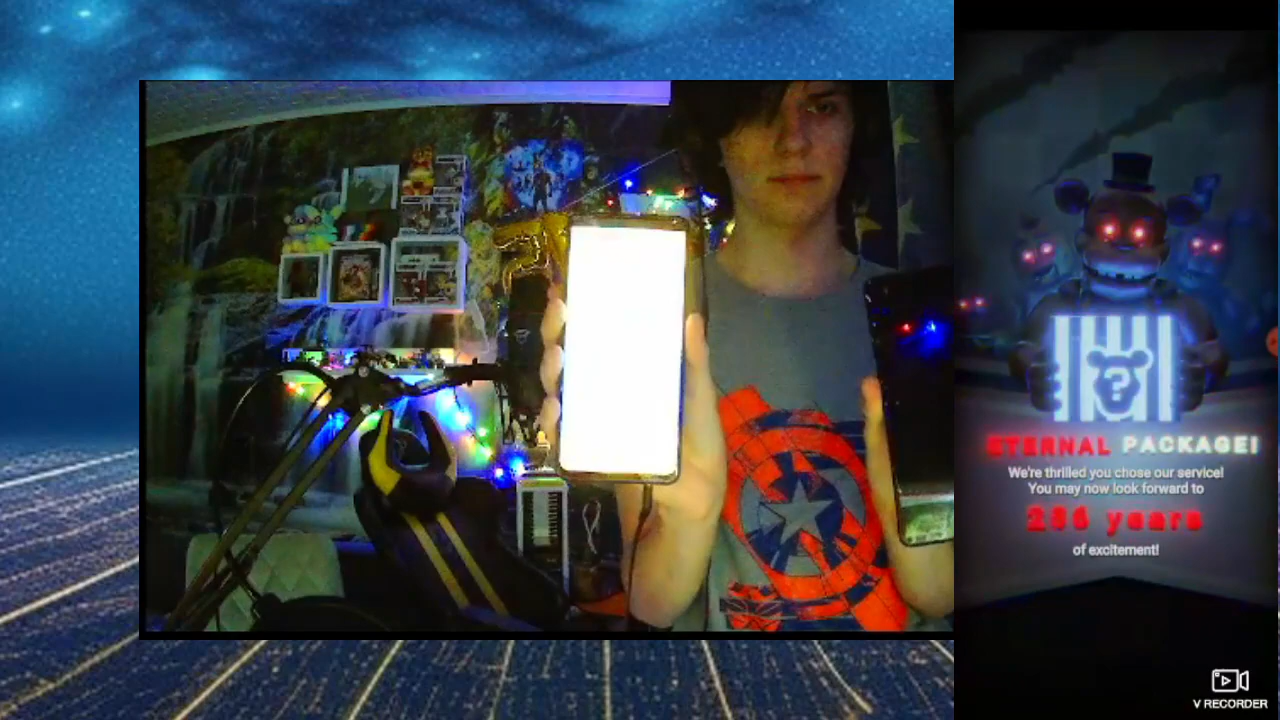 ETERNAL PACKAGE!
We're thrilled you chose our service!
You may now look forward to
286 years
of excitement!
V RECORDER